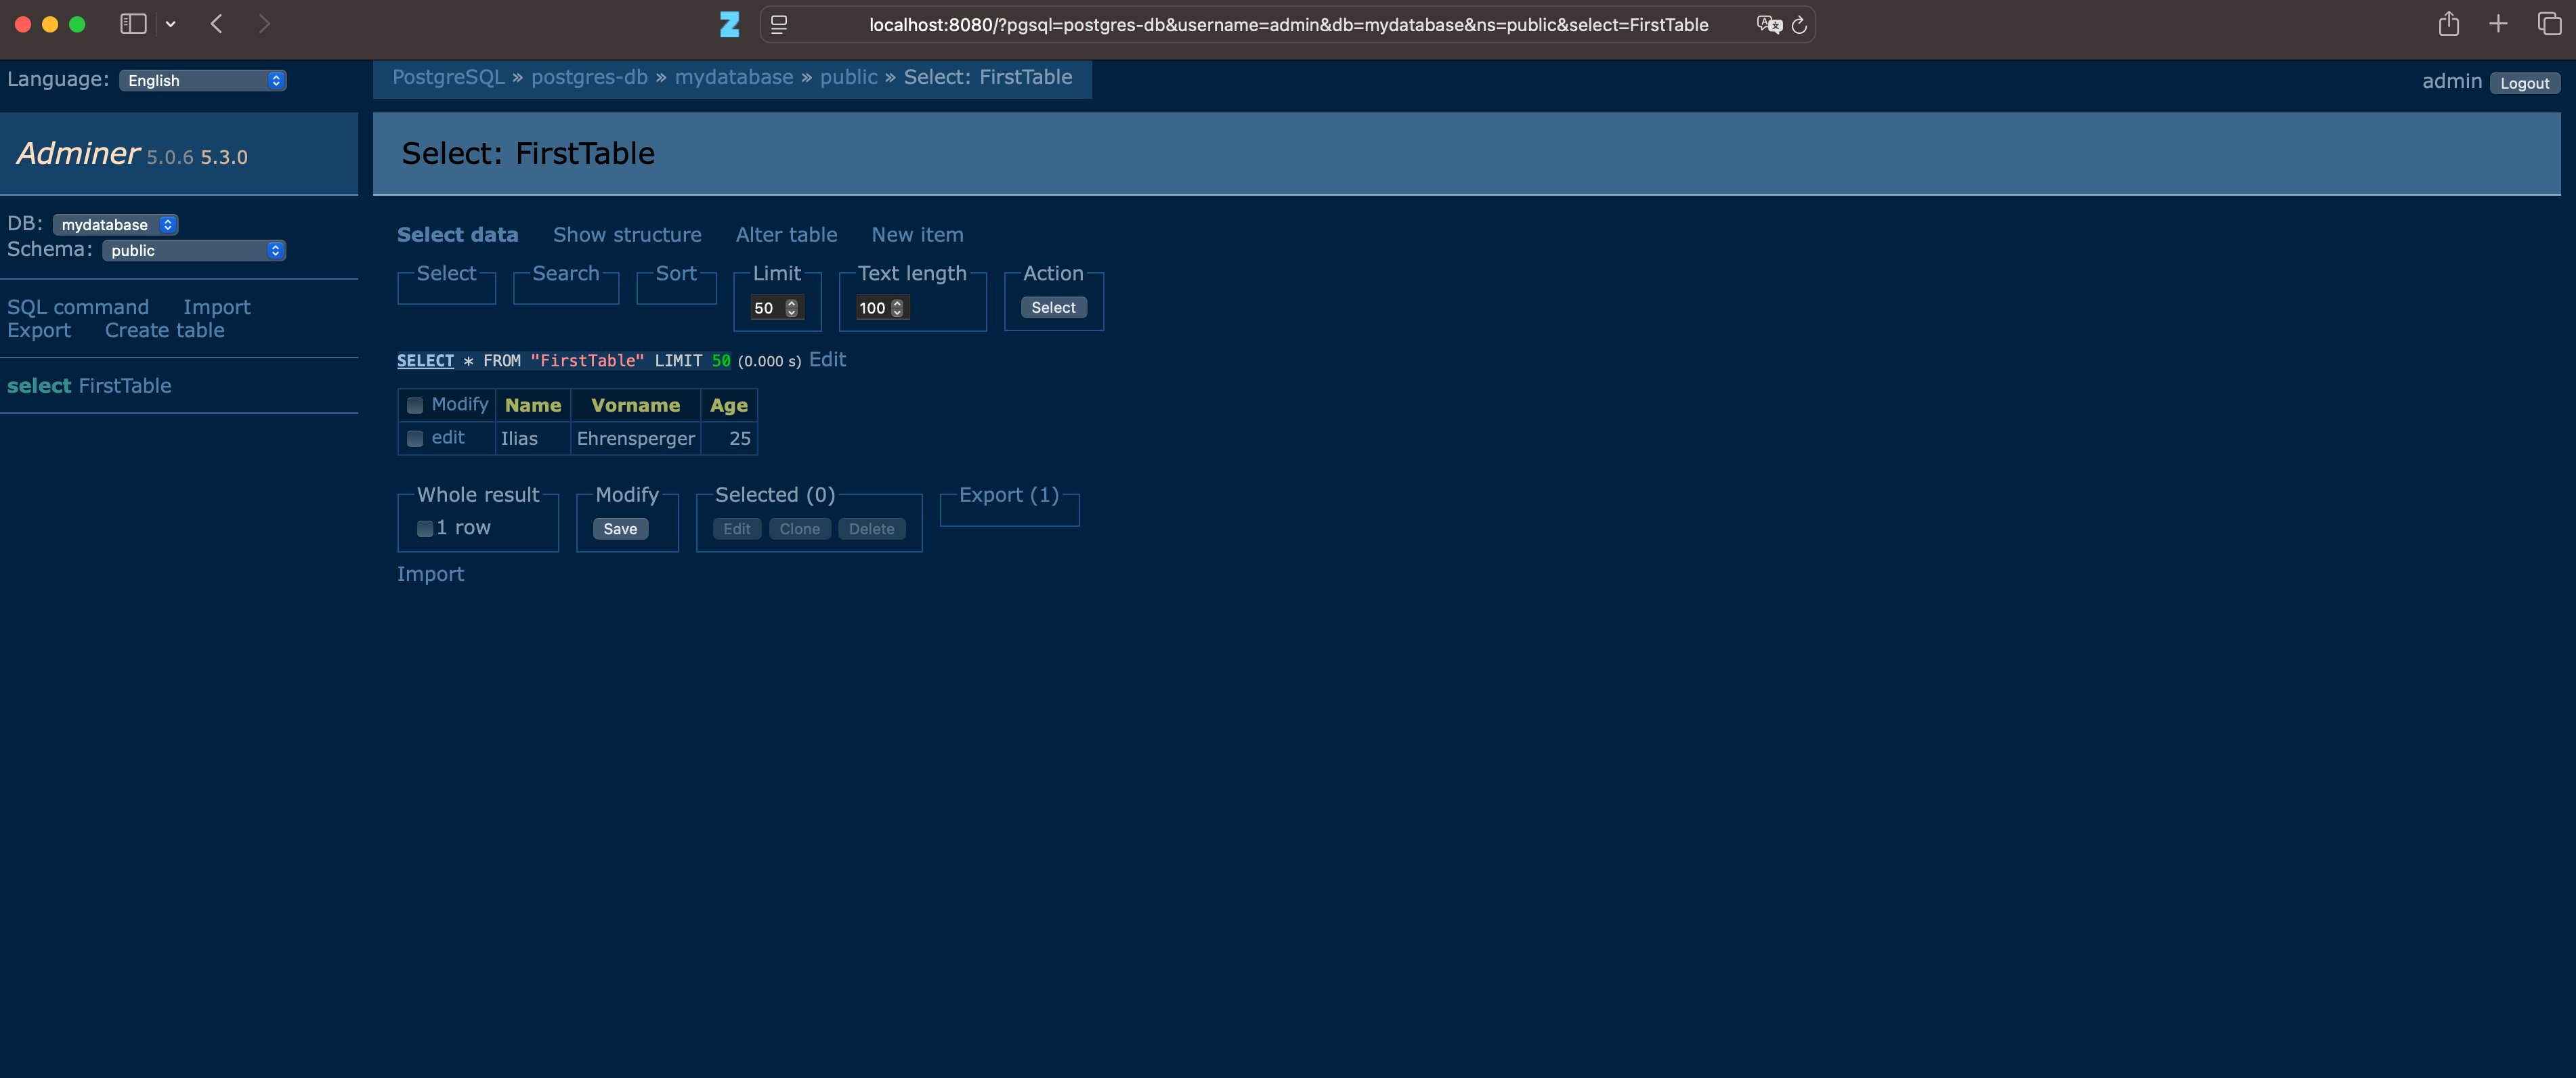 localhost:8080/?pgsql=postgres-db&username=admin&db=mydatabase&ns=public&select=FirstTable
Language: English
PostgreSQL » postgres-db » mydatabase » public » Select: FirstTable
admin Logout
Adminer 5.0.6 5.3.0
Select: FirstTable
DB: mydatabase
Schema: public
SQL command Import
Export Create table
select FirstTable
Select data Show structure Alter table New item
Select Search Sort Limit Text length Action
50 100 Select
SELECT * FROM "FirstTable" LIMIT 50 (0.000 s) Edit
Modify Name Vorname Age
edit Ilias Ehrensperger 25
Whole result Modify Selected (0) Export (1)
1 row Save Edit Clone Delete
Import